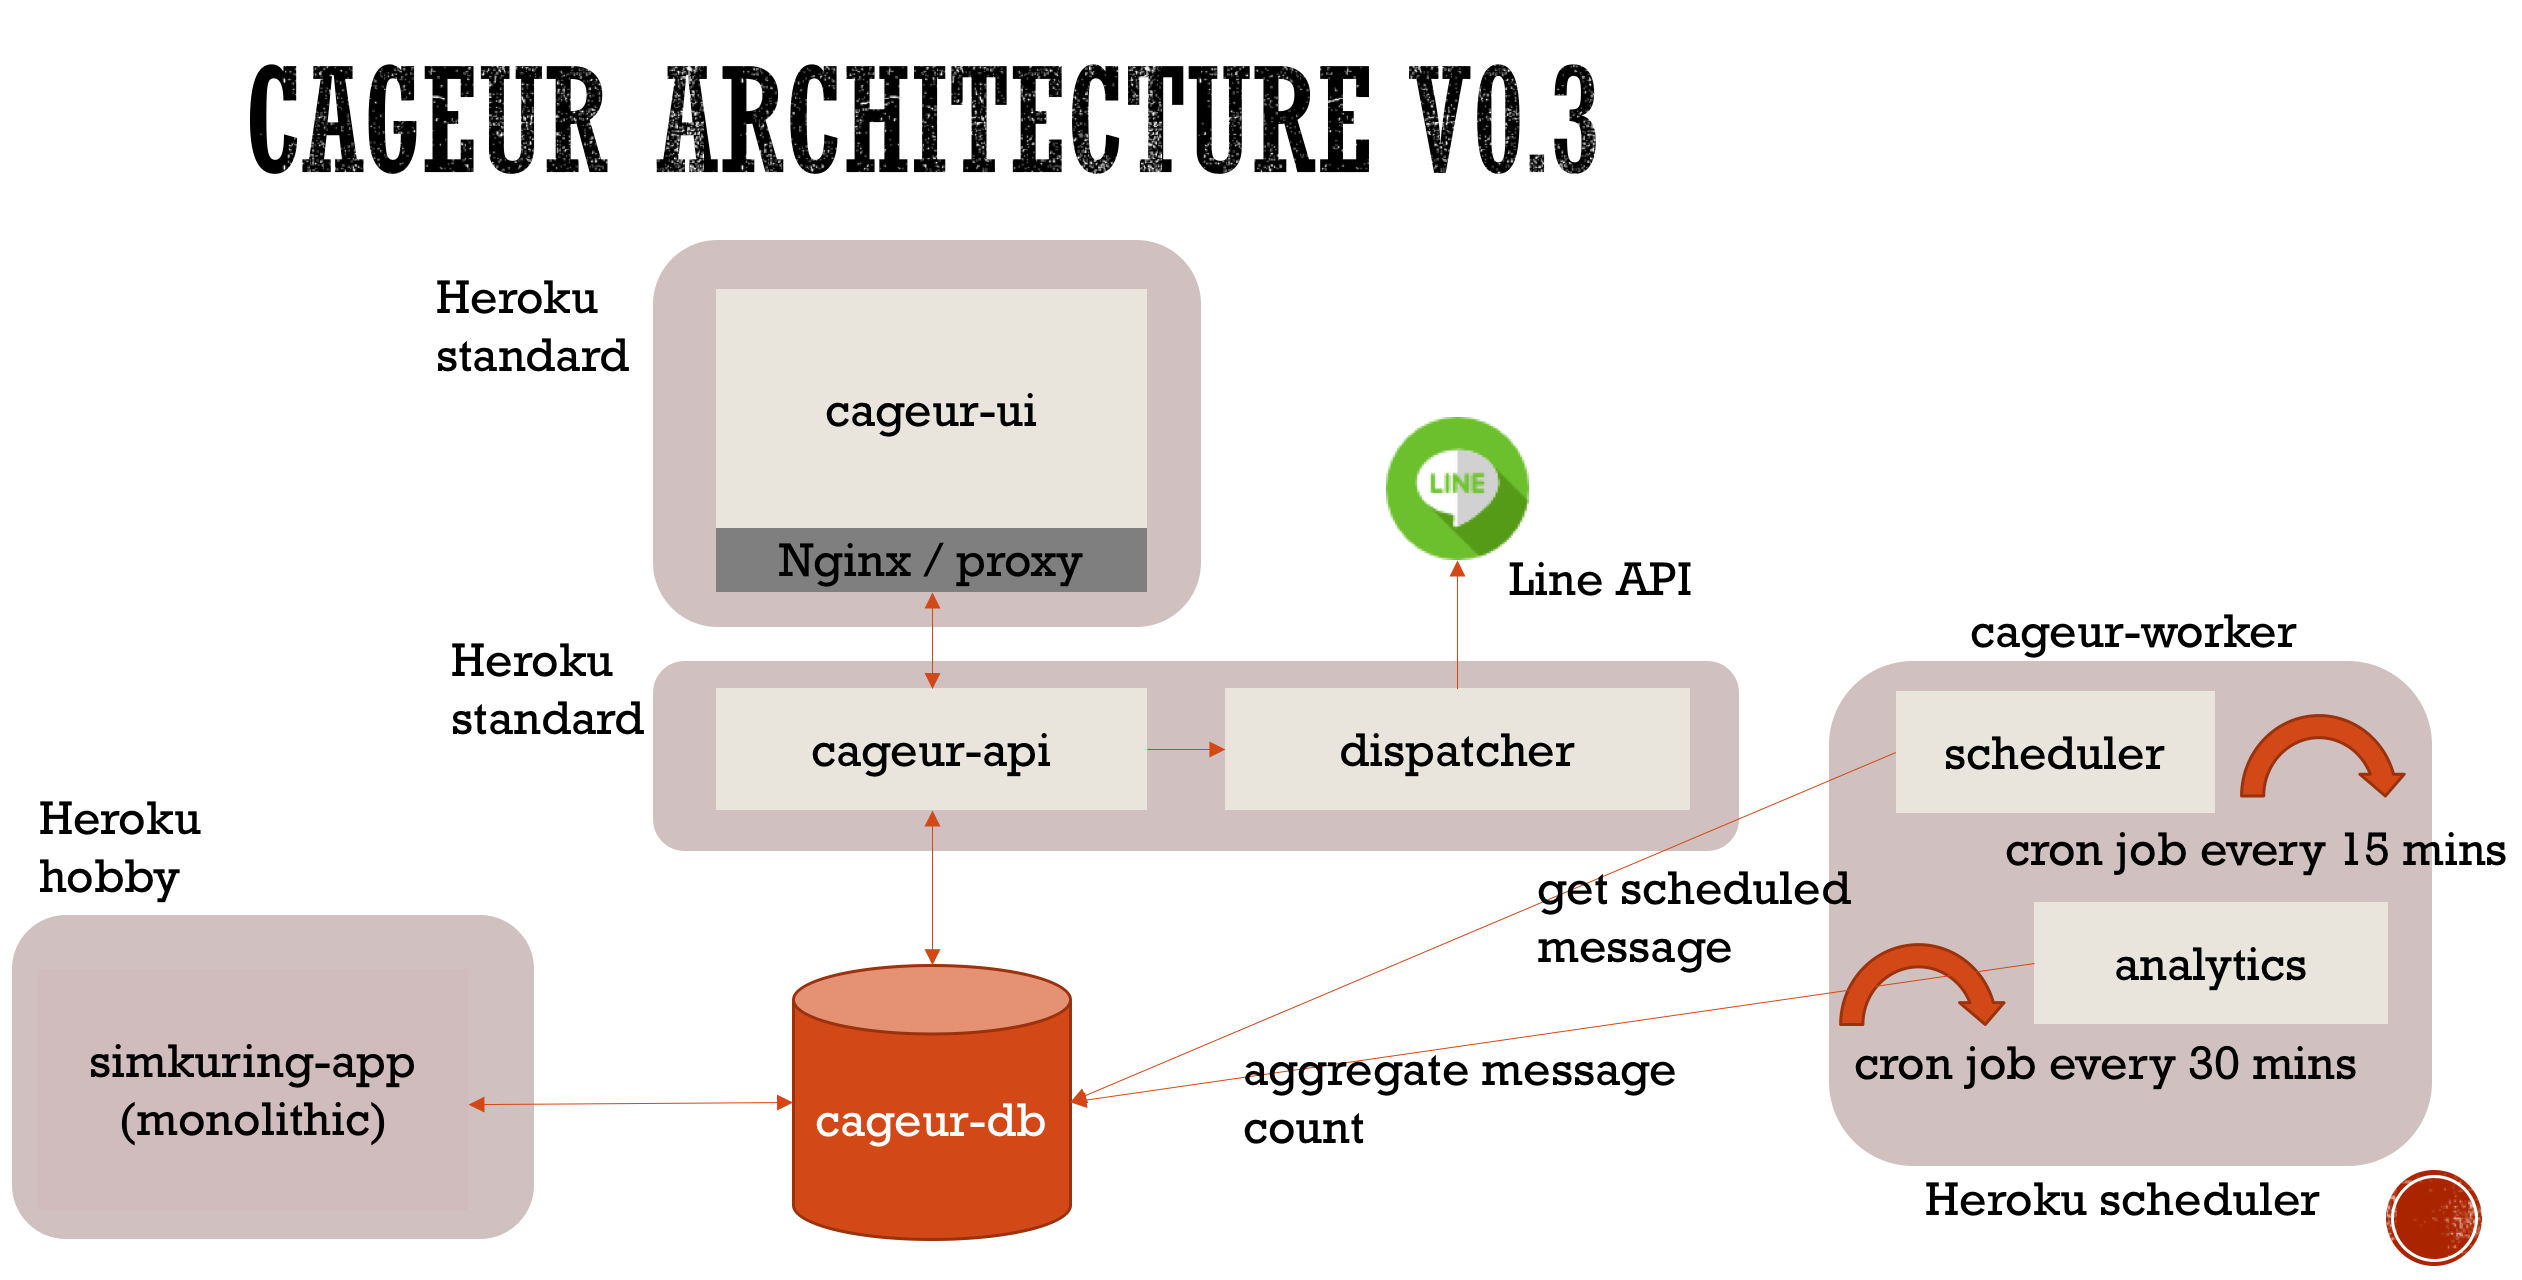 CAGEUR ARCHITECTURE V0.3
Heroku
standard
cageur-ui
Nginx / proxy
LINE
Line API
Heroku
standard
cageur-api
dispatcher
cageur-worker
scheduler
cron job every 15 mins
get scheduled
message
analytics
cron job every 30 mins
Heroku
hobby
simkuring-app
(monolithic)
cageur-db
aggregate message
count
Heroku scheduler